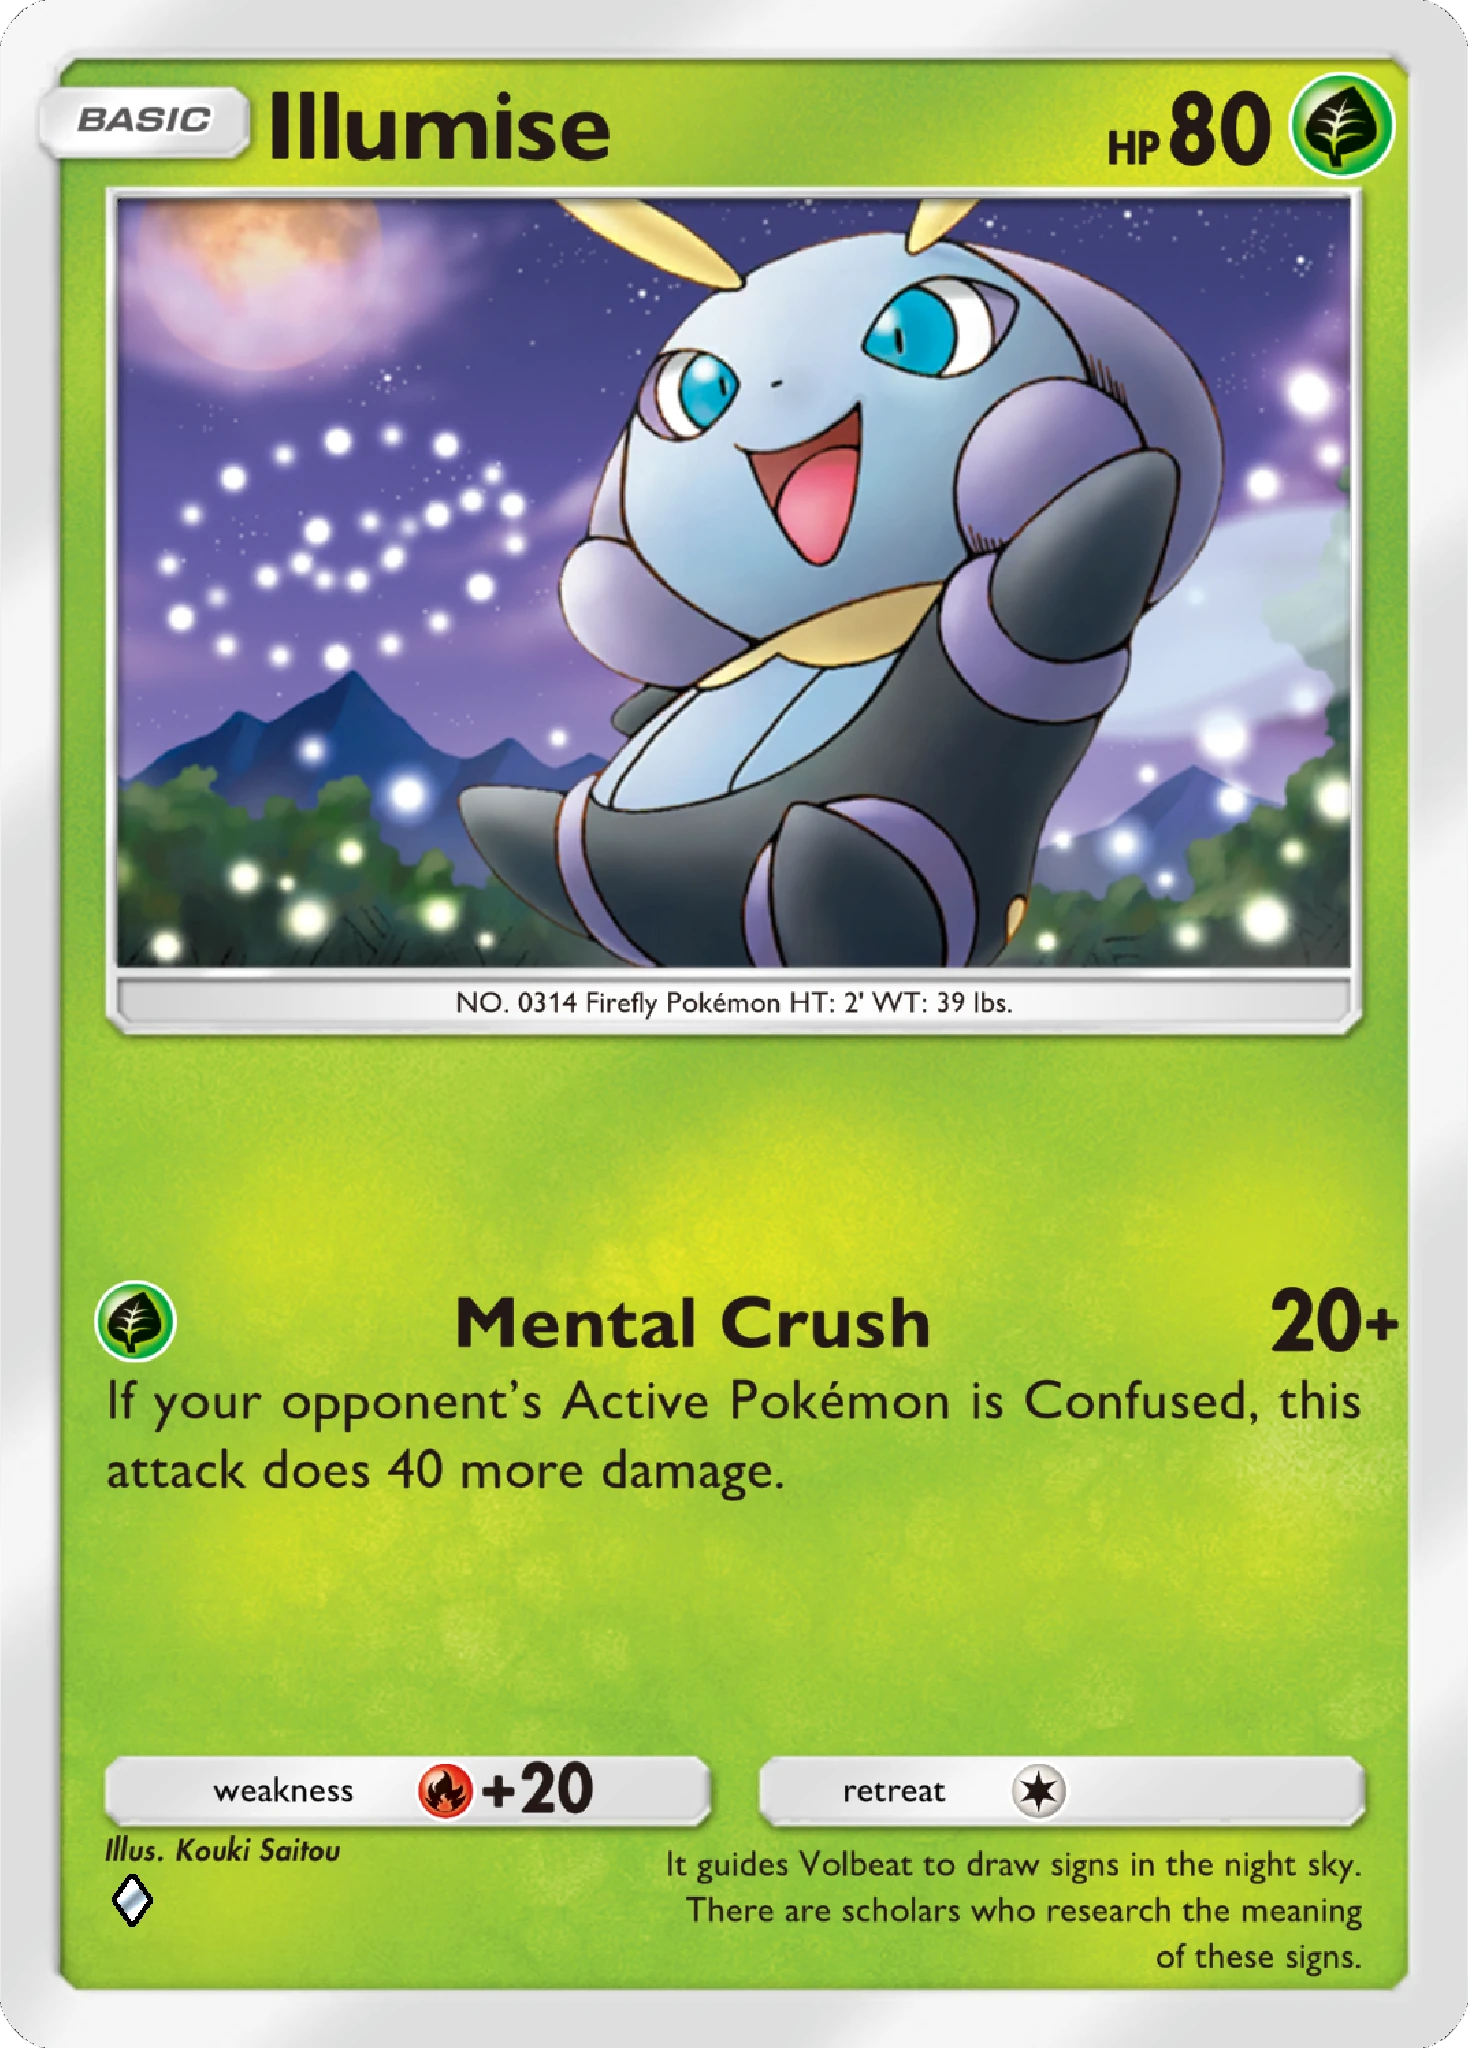 BASIC Illumise HP 80
NO. 0314 Firefly Pokémon HT: 2' WT: 39 lbs.
Mental Crush 20+
If your opponent’s Active Pokémon is Confused, this
attack does 40 more damage.
weakness +20 retreat
Illus. Kouki Saitou
It guides Volbeat to draw signs in the night sky.
There are scholars who research the meaning
of these signs.